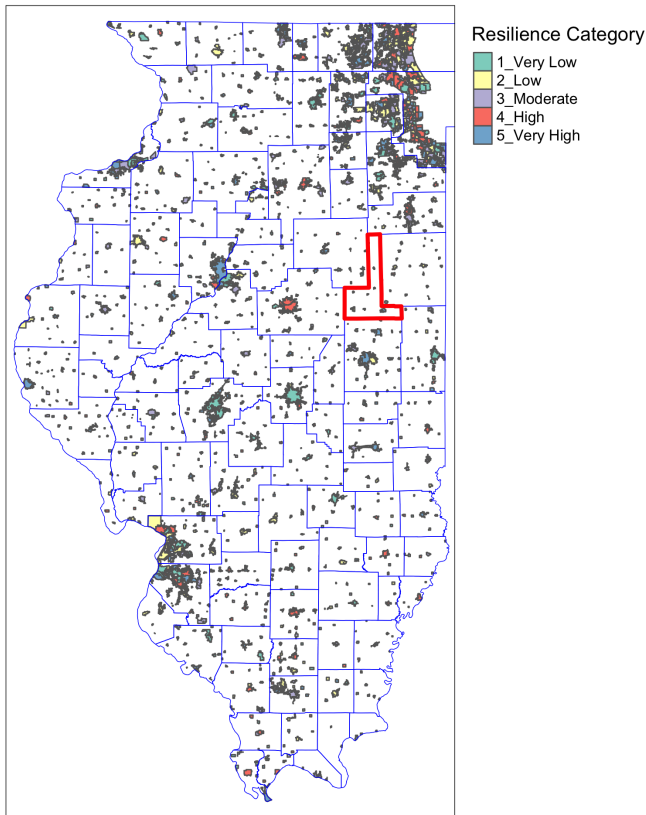 Resilience Category
1_Very Low
2_Low
3_Moderate
4_High
5_Very High